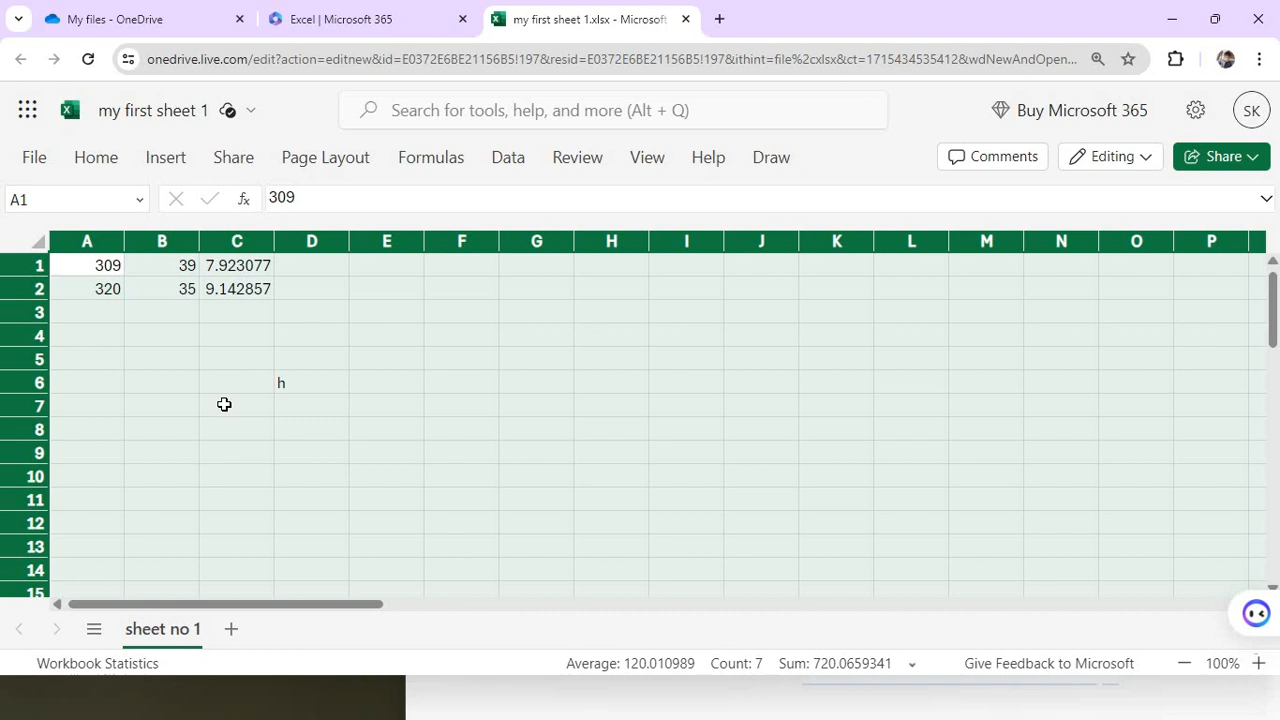 My files - OneDrive
Excel | Microsoft 365
my first sheet 1.xlsx - Microsoft
onedrive.live.com/edit?action=editnew&id=E0372E6BE21156B5!197&resid=E0372E6BE21156B5!197&ithint=file%2cxlsx&ct=1715434535412&wdNewAndOpen...
my first sheet 1
Search for tools, help, and more (Alt + Q)
Buy Microsoft 365
SK
File Home Insert Share Page Layout Formulas Data Review View Help Draw
Comments
Editing
Share
A1
fx
309
A B C D E F G H I J K L M N O P
1 309 39 7.923077
2 320 35 9.142857
3
4
5
6 h
7
8
9
10
11
12
13
14
15
sheet no 1
Workbook Statistics
Average: 120.010989 Count: 7 Sum: 720.0659341
Give Feedback to Microsoft
100%